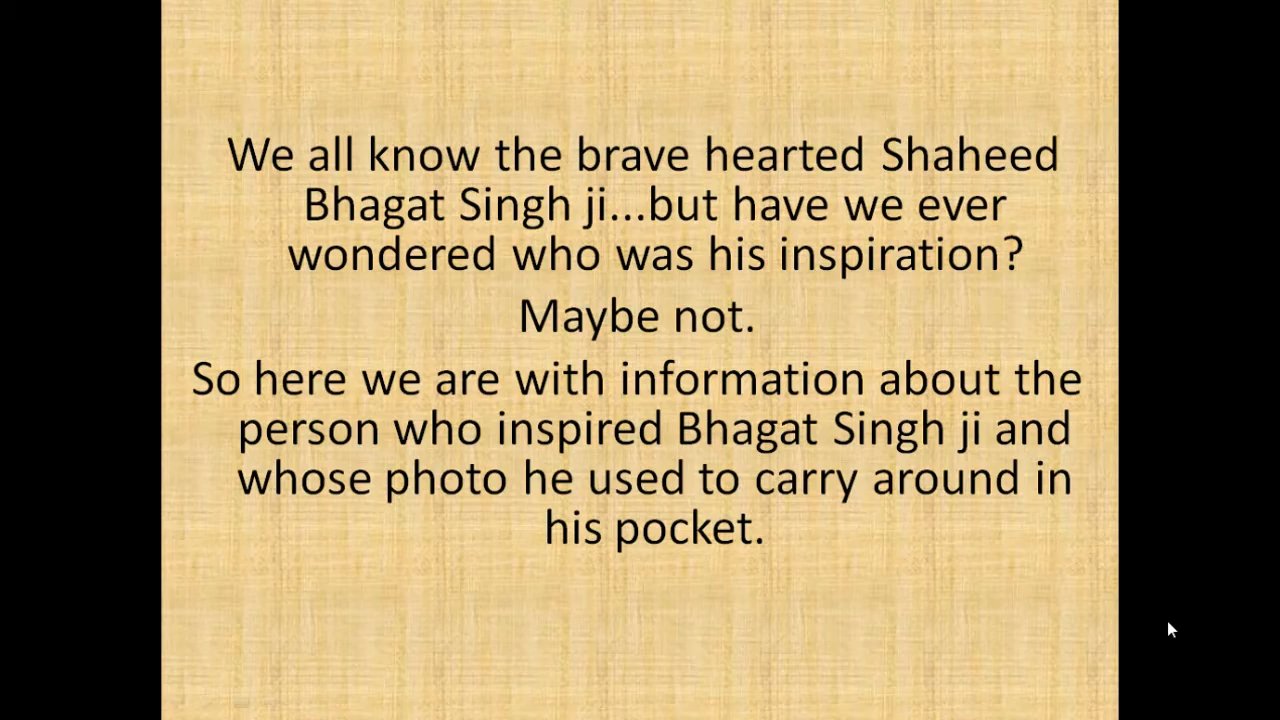 We all know the brave hearted Shaheed
Bhagat Singh ji...but have we ever
wondered who was his inspiration?
Maybe not.
So here we are with information about the
person who inspired Bhagat Singh ji and
whose photo he used to carry around in
his pocket.